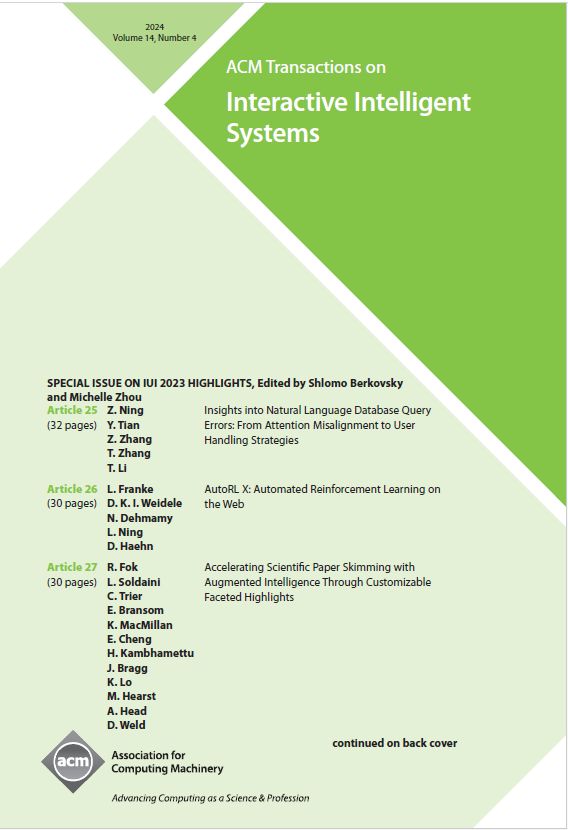 2024
Volume 14, Number 4
ACM Transactions on
Interactive Intelligent
Systems
SPECIAL ISSUE ON IUI 2023 HIGHLIGHTS, Edited by Shlomo Berkovsky
and Michelle Zhou
Article 25 Z. Ning Insights into Natural Language Database Query
(32 pages) Y. Tian Errors: From Attention Misalignment to User
Z. Zhang Handling Strategies
T. Zhang
T. Li
Article 26 L. Franke AutoRL X: Automated Reinforcement Learning on
(30 pages) D. K. I. Weidele the Web
N. Dehmamy
L. Ning
D. Haehn
Article 27 R. Fok Accelerating Scientific Paper Skimming with
(30 pages) L. Soldaini Augmented Intelligence Through Customizable
C. Trier Faceted Highlights
E. Bransom
K. MacMillan
E. Cheng
H. Kambhamettu
J. Bragg
K. Lo
M. Hearst
A. Head
D. Weld
continued on back cover
acm Association for
Computing Machinery
Advancing Computing as a Science & Profession